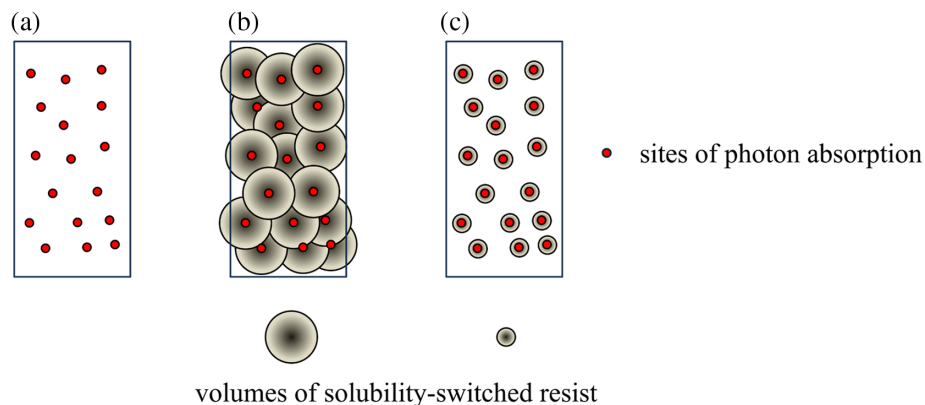 (a)
(b)
(c)
sites of photon absorption
volumes of solubility-switched resist